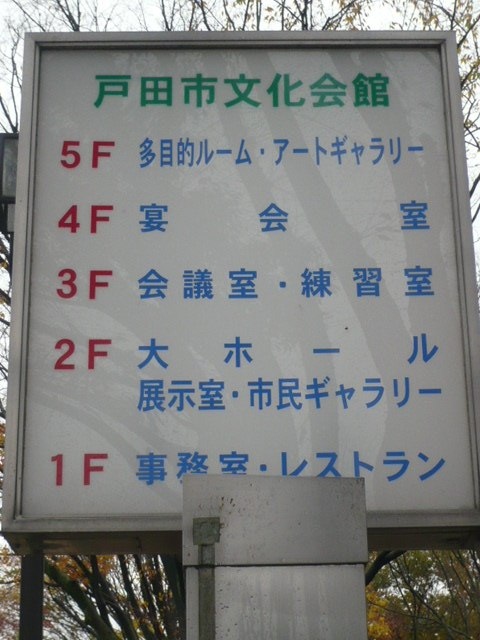 戸田市文化会館
5F 多目的ルーム・アートギャラリー
4F 宴会室
3F 会議室・練習室
2F 大ホール
展示室・市民ギャラリー
1F 事務室・レストラン